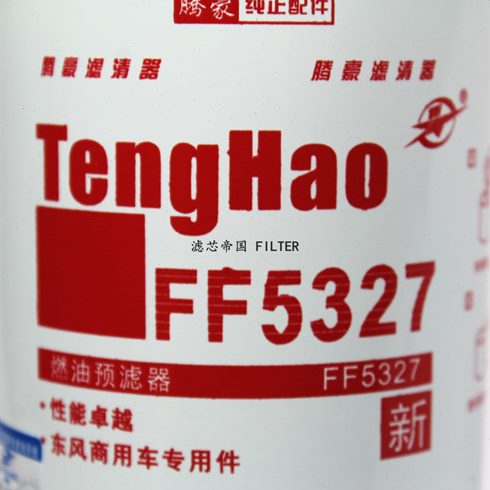 腾豪 纯正配件
腾豪滤清器 腾豪滤清器
TengHao ®
滤芯帝国 FILTER
FF5327
燃油预滤器 FF5327
·性能卓越
·东风商用车专用件
新